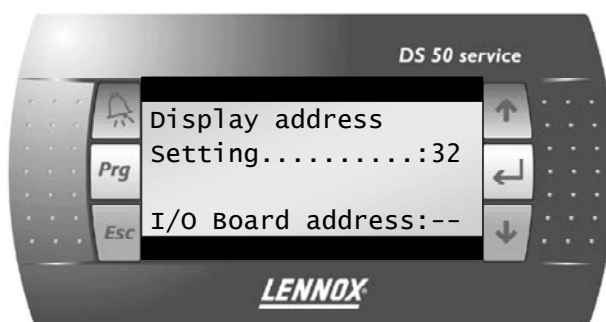 DS 50 service
Display address
Setting..........:32
Prg
I/O Board address:--
Esc
LENNOX